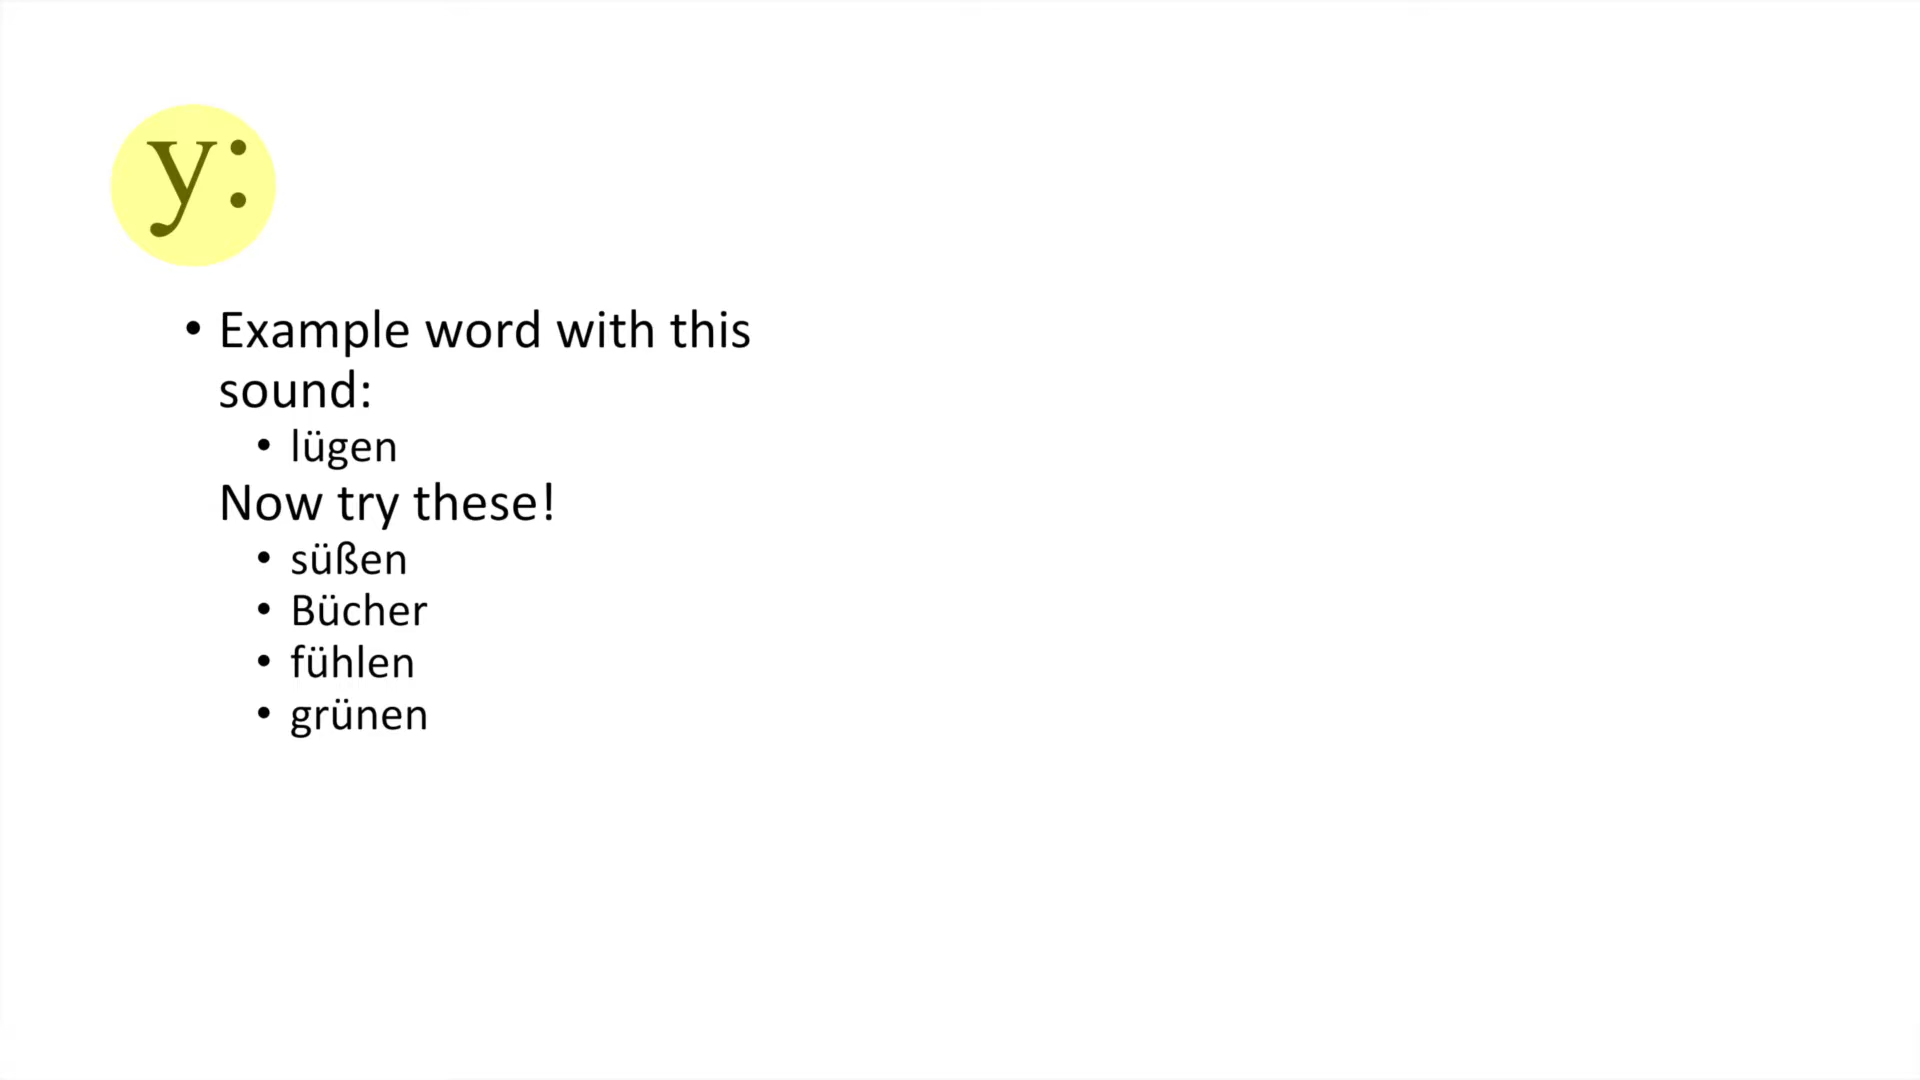 y:
• Example word with this
sound:
• lügen
Now try these!
• süßen
• Bücher
• fühlen
• grünen